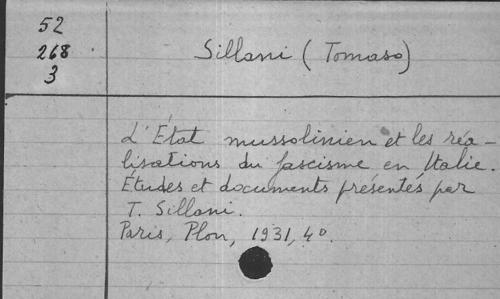 52
268
3
Sillani (Tomaso)
L'État mussolinien et les réa-
lisations du fascisme en Italie.
Études et documents présentés par
T. Sillani.
Paris, Plon, 1931, 4º.